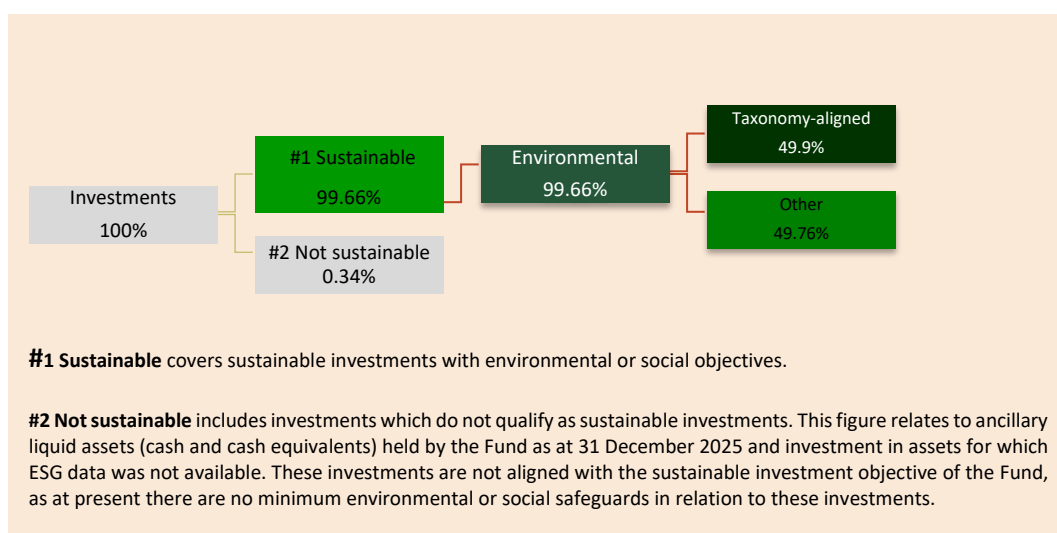 Investments
100%
#1 Sustainable
99.66%
#2 Not sustainable
0.34%
Environmental
99.66%
Taxonomy-aligned
49.9%
Other
49.76%
#1 Sustainable covers sustainable investments with environmental or social objectives.
#2 Not sustainable includes investments which do not qualify as sustainable investments. This figure relates to ancillary
liquid assets (cash and cash equivalents) held by the Fund as at 31 December 2025 and investment in assets for which
ESG data was not available. These investments are not aligned with the sustainable investment objective of the Fund,
as at present there are no minimum environmental or social safeguards in relation to these investments.